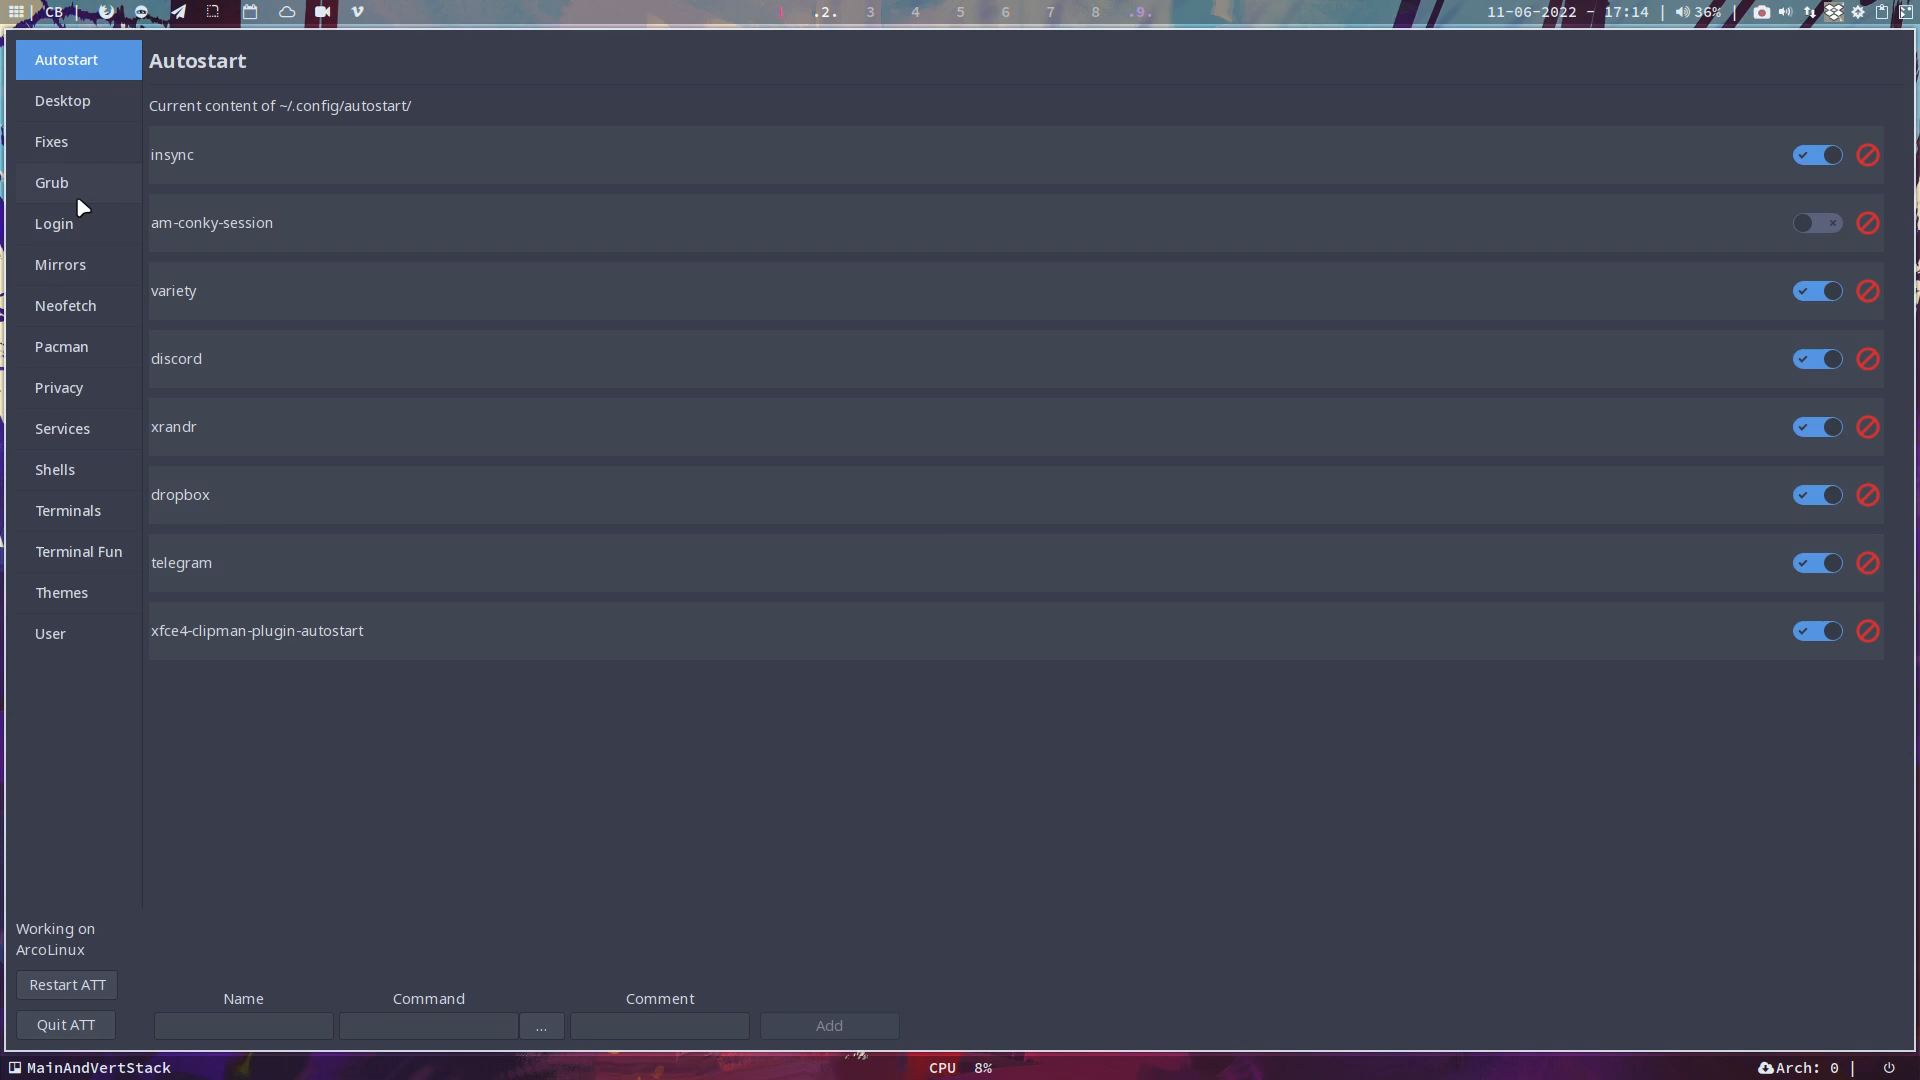 CB
1 .2. 3 4 5 6 7 8 .9.
11-06-2022 - 17:14 | 36% |
Autostart
Desktop
Fixes
Grub
Login
Mirrors
Neofetch
Pacman
Privacy
Services
Shells
Terminals
Terminal Fun
Themes
User
Working on
ArcoLinux
Restart ATT
Quit ATT
Autostart
Current content of ~/.config/autostart/
insync
am-conky-session
variety
discord
xrandr
dropbox
telegram
xfce4-clipman-plugin-autostart
Name Command Comment
... Add
MainAndVertStack
CPU 8%
Arch: 0 |